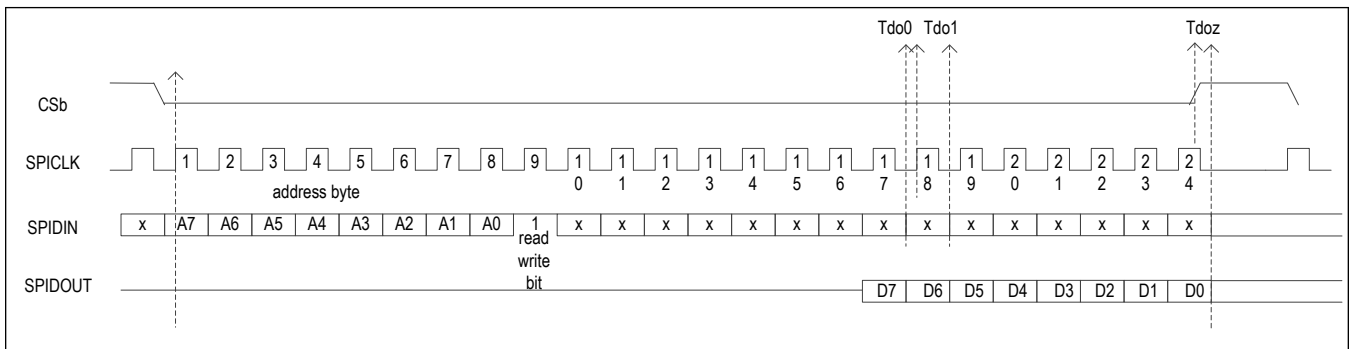 Tdo0 Tdo1 Tdoz
CSb
SPICLK 1 2 3 4 5 6 7 8 9 1 1 1 1 1 1 1 1 1 1 2 2 2 2 2
0 1 2 3 4 5 6 7 8 9 0 1 2 3 4
address byte
SPIDIN x A7 A6 A5 A4 A3 A2 A1 A0 1 x x x x x x x x x x x x x x x
read
write
bit
SPIDOUT D7 D6 D5 D4 D3 D2 D1 D0